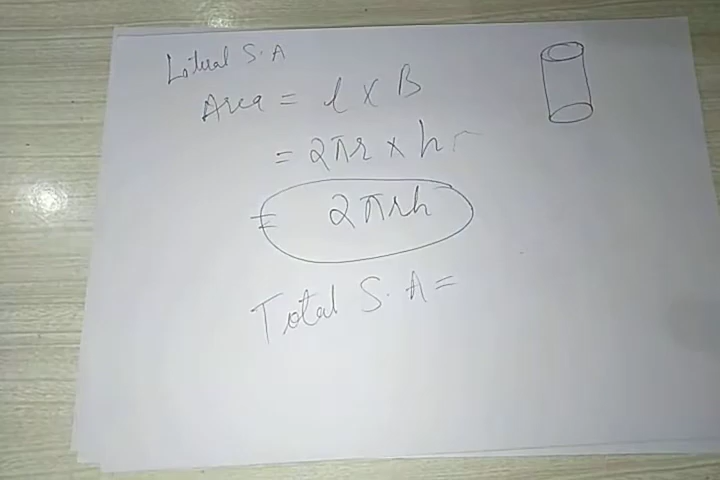 Lateral S.A
Area = l × B
= 2πr × h
= 2πrh
Total S.A =